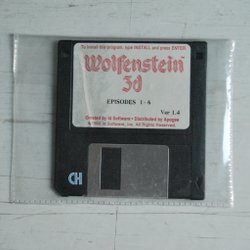 To install this program, type INSTALL and press ENTER.
Wolfenstein
3d
EPISODES 1 - 6
Ver 1.4
Created by id Software • Distributed by Apogee
© 1992 id Software, Inc. All Rights Reserved.
CH